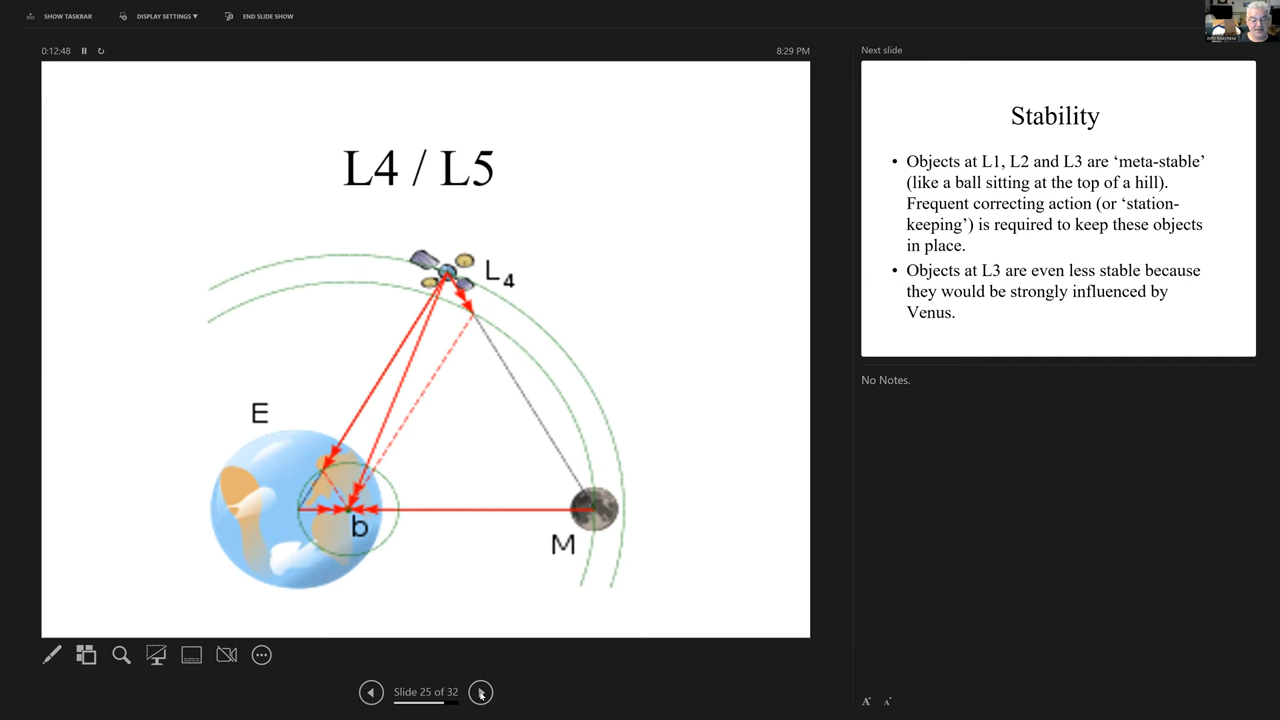 SHOW TASKBAR DISPLAY SETTINGS ▾ END SLIDE SHOW
0:12:48 8:29 PM
L4 / L5
L4
E
b
M
Slide 25 of 32
Next slide
Stability
• Objects at L1, L2 and L3 are ‘meta-stable’
(like a ball sitting at the top of a hill).
Frequent correcting action (or ‘station-
keeping’) is required to keep these objects
in place.
• Objects at L3 are even less stable because
they would be strongly influenced by
Venus.
No Notes.
A A